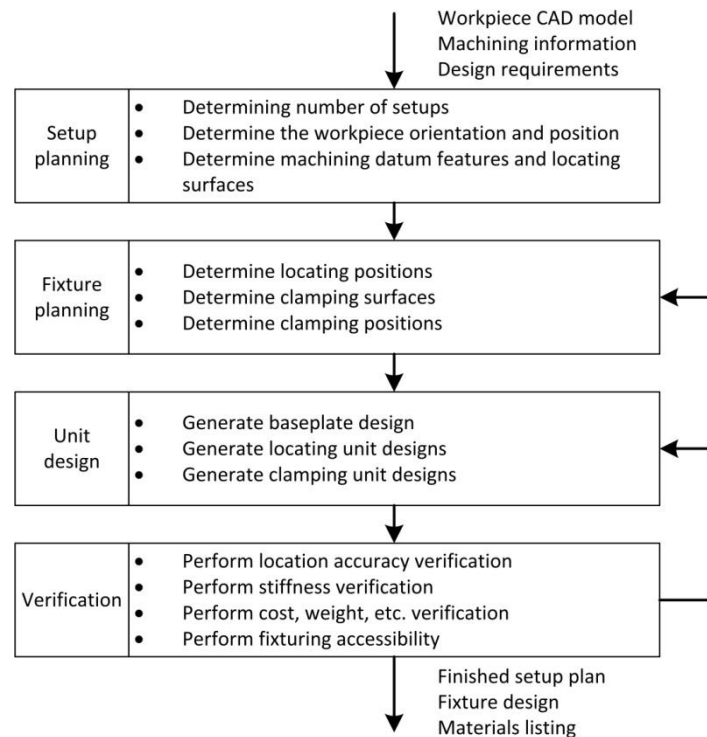 Workpiece CAD model
Machining information
Design requirements
Setup
planning
• Determining number of setups
• Determine the workpiece orientation and position
• Determine machining datum features and locating
surfaces
Fixture
planning
• Determine locating positions
• Determine clamping surfaces
• Determine clamping positions
Unit
design
• Generate baseplate design
• Generate locating unit designs
• Generate clamping unit designs
Verification
• Perform location accuracy verification
• Perform stiffness verification
• Perform cost, weight, etc. verification
• Perform fixturing accessibility
Finished setup plan
Fixture design
Materials listing